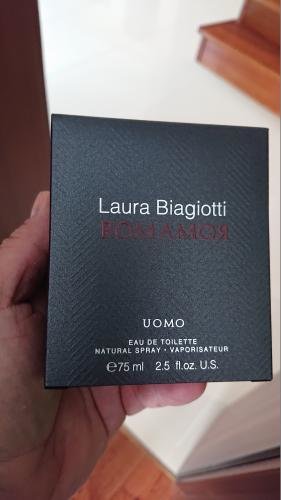 Laura Biagiotti
ROMAMOR
UOMO
EAU DE TOILETTE
NATURAL SPRAY • VAPORISATEUR
℮75 ml 2.5 fl.oz. U.S.